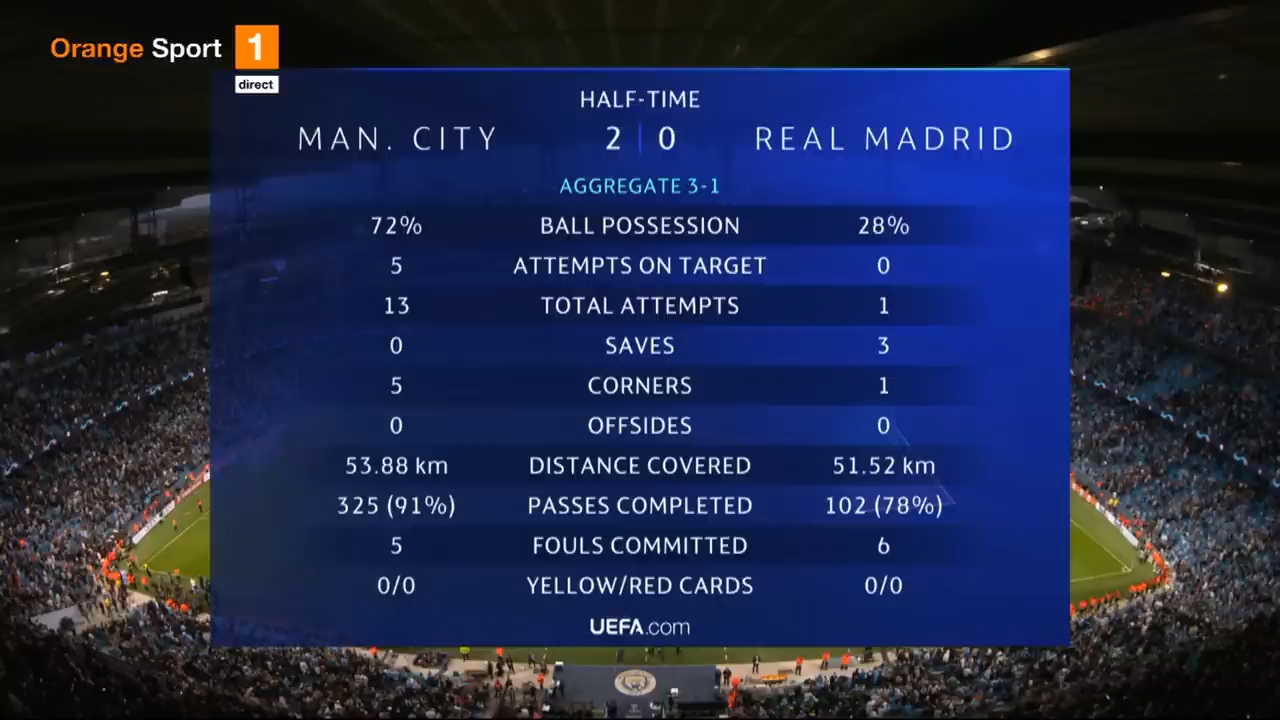 Orange Sport 1
direct
HALF-TIME
MAN. CITY 2 | 0 REAL MADRID
AGGREGATE 3-1
72% BALL POSSESSION 28%
5 ATTEMPTS ON TARGET 0
13 TOTAL ATTEMPTS 1
0 SAVES 3
5 CORNERS 1
0 OFFSIDES 0
53.88 km DISTANCE COVERED 51.52 km
325 (91%) PASSES COMPLETED 102 (78%)
5 FOULS COMMITTED 6
0/0 YELLOW/RED CARDS 0/0
UEFA.com